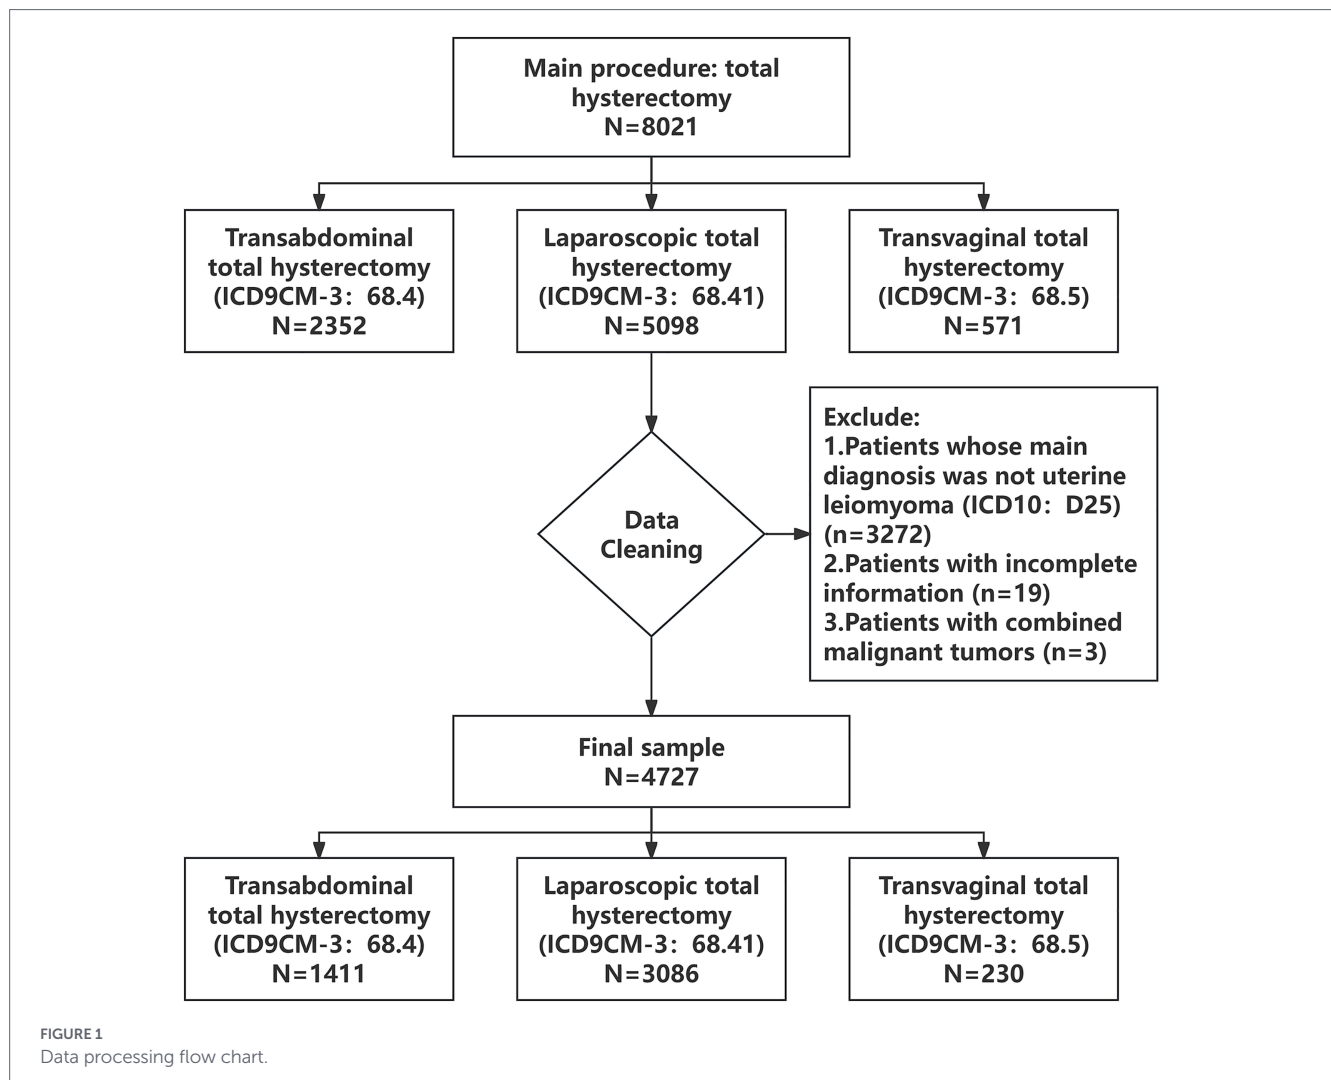 Main procedure: total
hysterectomy
N=8021
Transabdominal
total hysterectomy
(ICD9CM-3：68.4)
N=2352
Laparoscopic total
hysterectomy
(ICD9CM-3：68.41)
N=5098
Transvaginal total
hysterectomy
(ICD9CM-3：68.5)
N=571
Data
Cleaning
Exclude:
1.Patients whose main
diagnosis was not uterine
leiomyoma (ICD10：D25)
(n=3272)
2.Patients with incomplete
information (n=19)
3.Patients with combined
malignant tumors (n=3)
Final sample
N=4727
Transabdominal
total hysterectomy
(ICD9CM-3：68.4)
N=1411
Laparoscopic total
hysterectomy
(ICD9CM-3：68.41)
N=3086
Transvaginal total
hysterectomy
(ICD9CM-3：68.5)
N=230
FIGURE 1
Data processing flow chart.